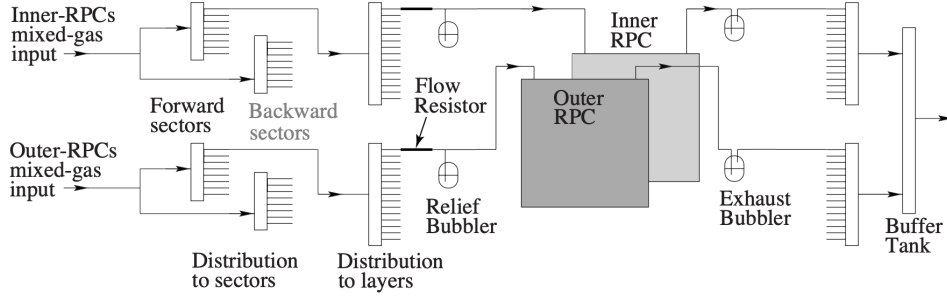 Inner-RPCs
mixed-gas
input
Forward
sectors
Backward
sectors
Flow
Resistor
Inner
RPC
Outer
RPC
Outer-RPCs
mixed-gas
input
Relief
Bubbler
Exhaust
Bubbler
Buffer
Tank
Distribution
to sectors
Distribution
to layers